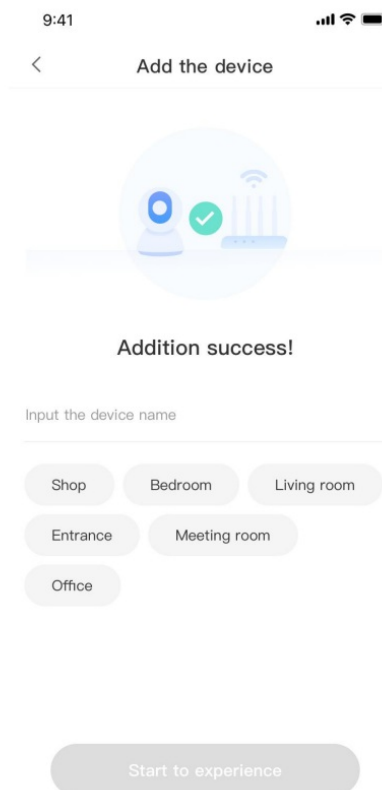 9:41
Add the device
Addition success!
Input the device name
Shop Bedroom Living room
Entrance Meeting room
Office
Start to experience